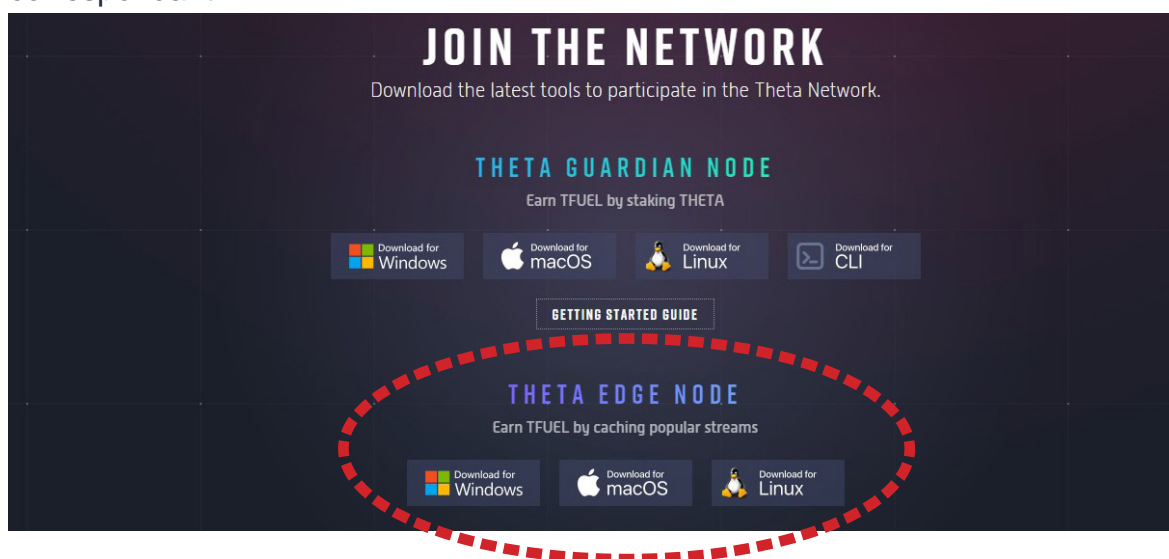 JOIN THE NETWORK
Download the latest tools to participate in the Theta Network.
THETA GUARDIAN NODE
Earn TFUEL by staking THETA
Download for Windows
Download for macOS
Download for Linux
Download for CLI
GETTING STARTED GUIDE
THETA EDGE NODE
Earn TFUEL by caching popular streams
Download for Windows
Download for macOS
Download for Linux